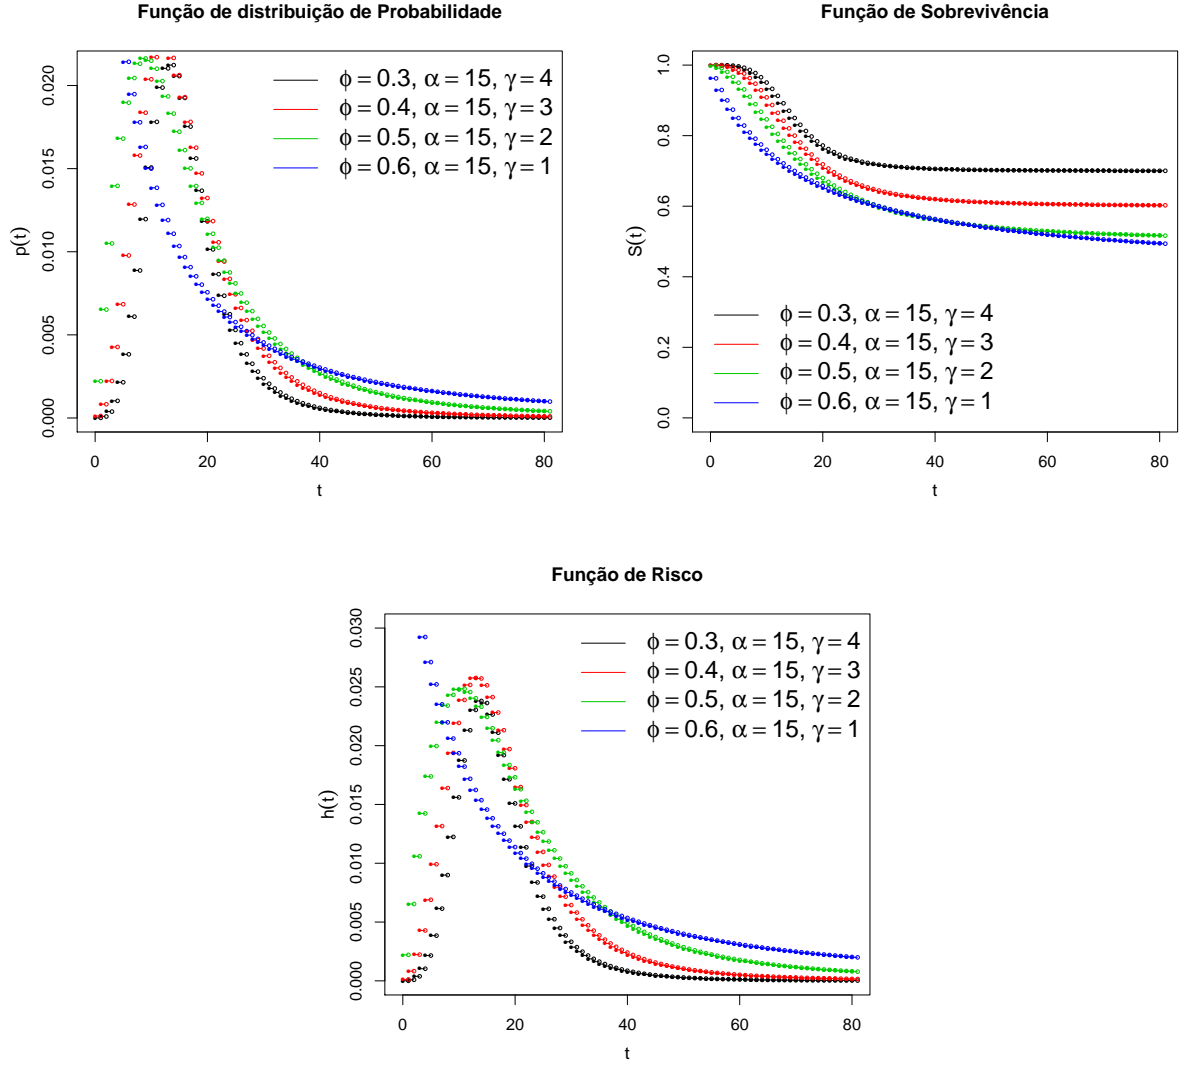 Função de distribuição de Probabilidade
p(t)
0.000
0.005
0.010
0.015
0.020
0
20
40
60
80
t
ϕ = 0.3, α = 15, γ = 4
ϕ = 0.4, α = 15, γ = 3
ϕ = 0.5, α = 15, γ = 2
ϕ = 0.6, α = 15, γ = 1
Função de Sobrevivência
S(t)
0.0
0.2
0.4
0.6
0.8
1.0
0
20
40
60
80
t
ϕ = 0.3, α = 15, γ = 4
ϕ = 0.4, α = 15, γ = 3
ϕ = 0.5, α = 15, γ = 2
ϕ = 0.6, α = 15, γ = 1
Função de Risco
h(t)
0.000
0.005
0.010
0.015
0.020
0.025
0.030
0
20
40
60
80
t
ϕ = 0.3, α = 15, γ = 4
ϕ = 0.4, α = 15, γ = 3
ϕ = 0.5, α = 15, γ = 2
ϕ = 0.6, α = 15, γ = 1